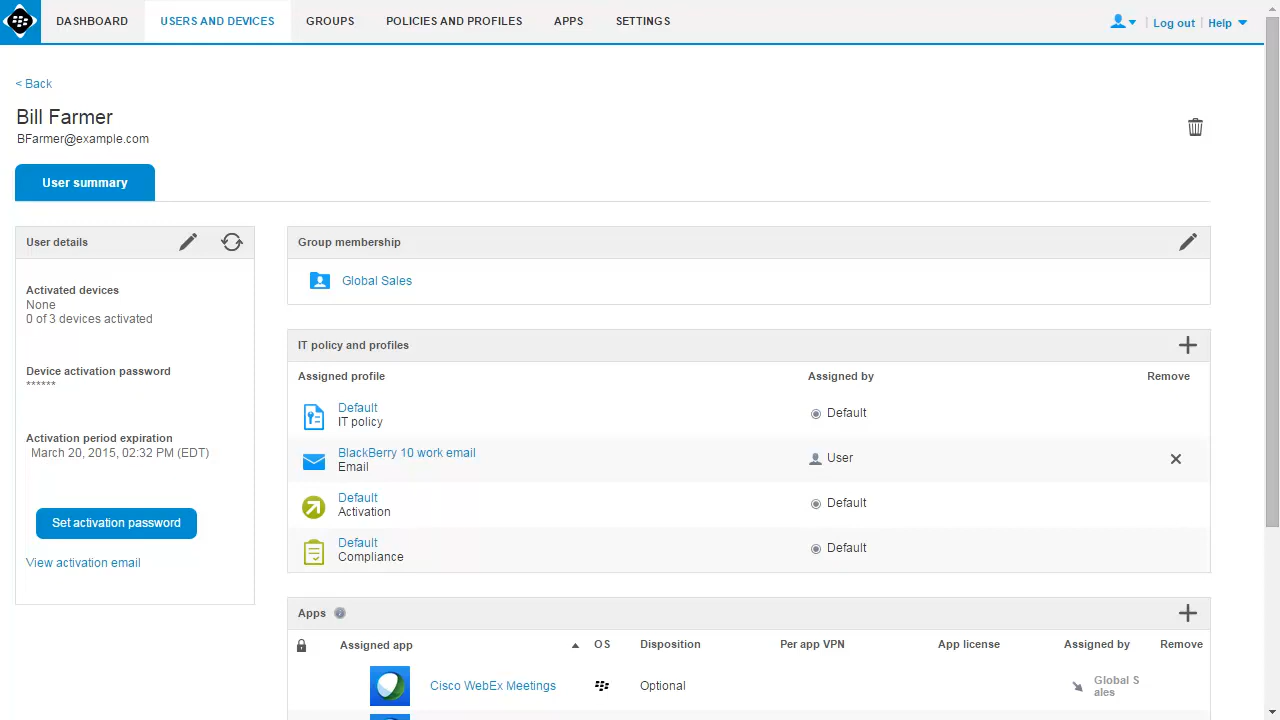 DASHBOARD USERS AND DEVICES GROUPS POLICIES AND PROFILES APPS SETTINGS Log out Help
< Back
Bill Farmer
BFarmer@example.com
User summary
User details
Activated devices
None
0 of 3 devices activated
Device activation password
******
Activation period expiration
March 20, 2015, 02:32 PM (EDT)
Set activation password
View activation email
Group membership
Global Sales
IT policy and profiles
Assigned profile Assigned by Remove
Default
IT policy
Default
BlackBerry 10 work email
Email
User
Default
Activation
Default
Default
Compliance
Default
Apps
Assigned app OS Disposition Per app VPN App license Assigned by Remove
Cisco WebEx Meetings Optional
Global S
ales